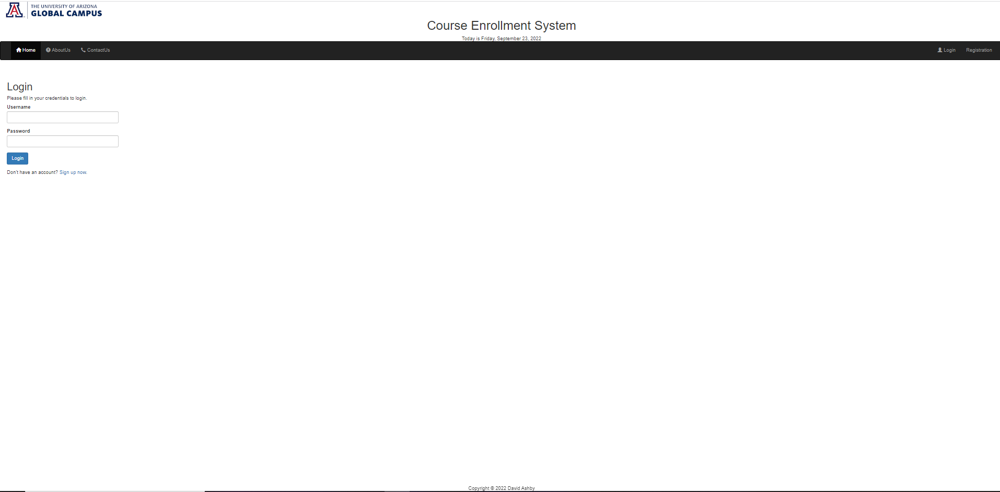 THE UNIVERSITY OF ARIZONA
GLOBAL CAMPUS
Course Enrollment System
Today is Friday, September 23, 2022
Home AboutUs ContactUs Login Registration
Login
Please fill in your credentials to login.
Username
Password
Login
Don't have an account? Sign up now.
Copyright © 2022 David Ashby